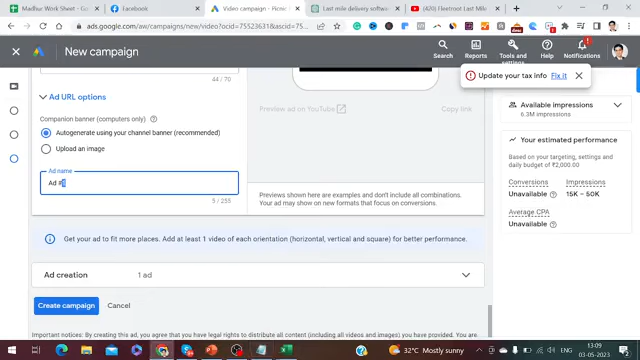 Madhur Work Sheet - G
Facebook
Video campaign - Fleetr
Last mile delivery software
(420) Fleetroot Last Mile
ads.google.com/aw/campaigns/new/video?ocid=75523631&ascid=755
New campaign
Search
Reports
Tools and settings
Help
Notifications
44 / 70
Ad URL options
Companion banner (computers only)
Autogenerate using your channel banner (recommended)
Upload an image
Ad name
Ad #1
5 / 255
Preview ad on YouTube
Copy link
Previews shown here are examples and don't include all combinations. Your ad may show on new formats that focus on conversions.
Update your tax info Fix it
Available impressions
6.3M impressions
Your estimated performance
Based on your targeting, settings and daily budget of ₹2,000.00
Conversions
Unavailable
Impressions
15K – 50K
Average CPA
Unavailable
Get your ad to fit more places. Add at least 1 video of each orientation (horizontal, vertical and square) for better performance.
Ad creation
1 ad
Create campaign
Cancel
Important notices: By creating this ad, you agree that you have legal rights to distribute all content (including all videos and images) you have provided. You are
32°C Mostly sunny
ENG
13:09
03-05-2023